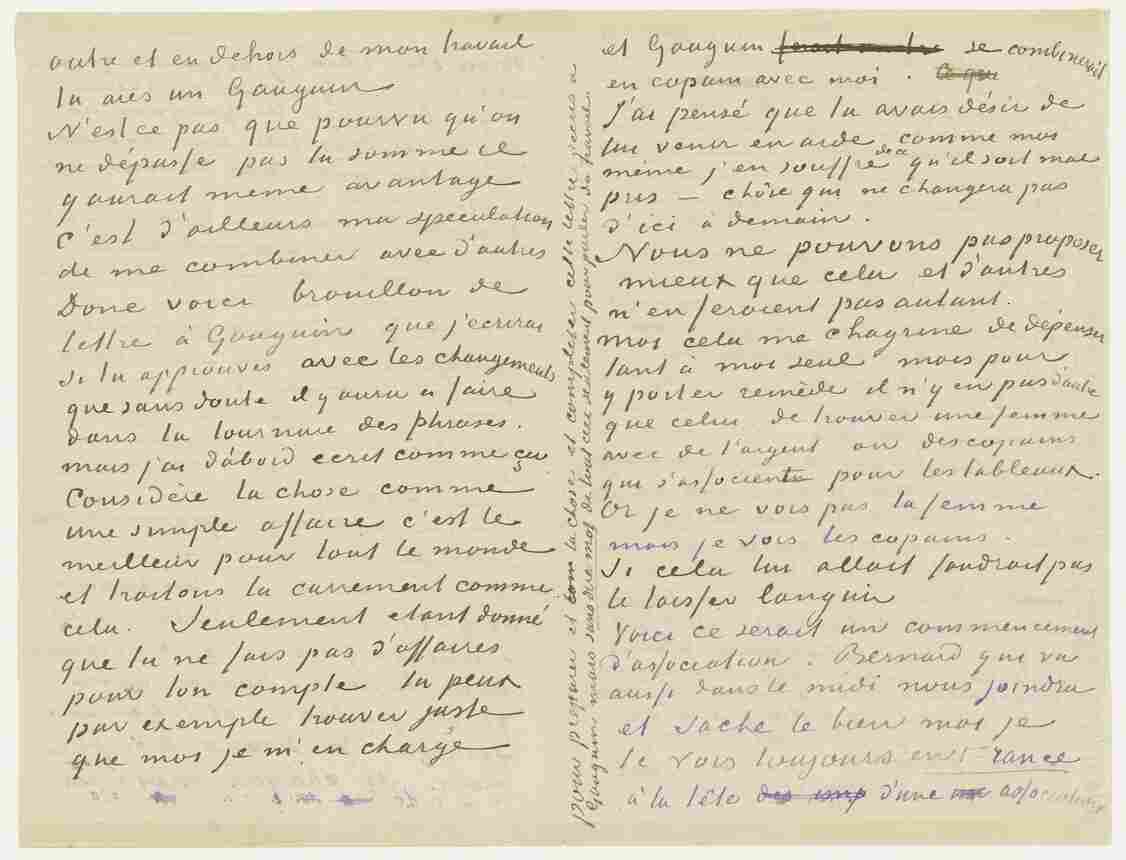 outre et en dehors de mon travail
tu aies un Gauguin
N'est ce pas que pourvu qu'on
ne dépasse pas la somme il
y aurait meme avantage
c'est d'ailleurs ma speculation
de me combiner avec d'autres
Donc voici brouillon de
lettre à Gauguin que j'ecrirai
si tu approuves avec les changements
que sans doute il y aura à faire
dans la tournure des phrases.
mais j'ai d'abord ecrit comme ça
Considère la chose comme
une simple affaire c'est le
meilleur pour tout le monde
et traitons la carrement comme
cela. Seulement etant donné
que tu ne fais pas d'affaires
pour ton compte tu peux
par exemple trouver juste
que moi je m'en charge
et Gauguin se combinerait
en copain avec moi. Ce que
J'ai pensé que tu avais désir de
lui venir en aide comme moi
même j'en souffre de ce qu'il soit mal
pris – chôse qui ne changera pas
d'ici à demain.
Nous ne pouvons pas proposer
mieux que cela et d'autres
n'en feroient pas autant.
Moi cela me chagrine de dépenser
tant à moi seul mais pour
y porter remède il n'y en pas d'autre
que celui de trouver une femme
avec de l'argent ou des copains
qui s'associent pour les tableaux.
Or je ne vois pas la femme
mais je vois les copains.
Si cela lui allait faudrait pas
le laisser languir
Voici ce serait un commencement
d'association. Bernard qui va
aussi dans le midi nous joindra
et sache le bien moi je
te vois toujours en France
à la tête des imp d'une association
Pour préparer et com la chose et compléter cette lettre j'ecris à
Gauguin mais sans dire mot de tout ceci seulement pour parler du travail.